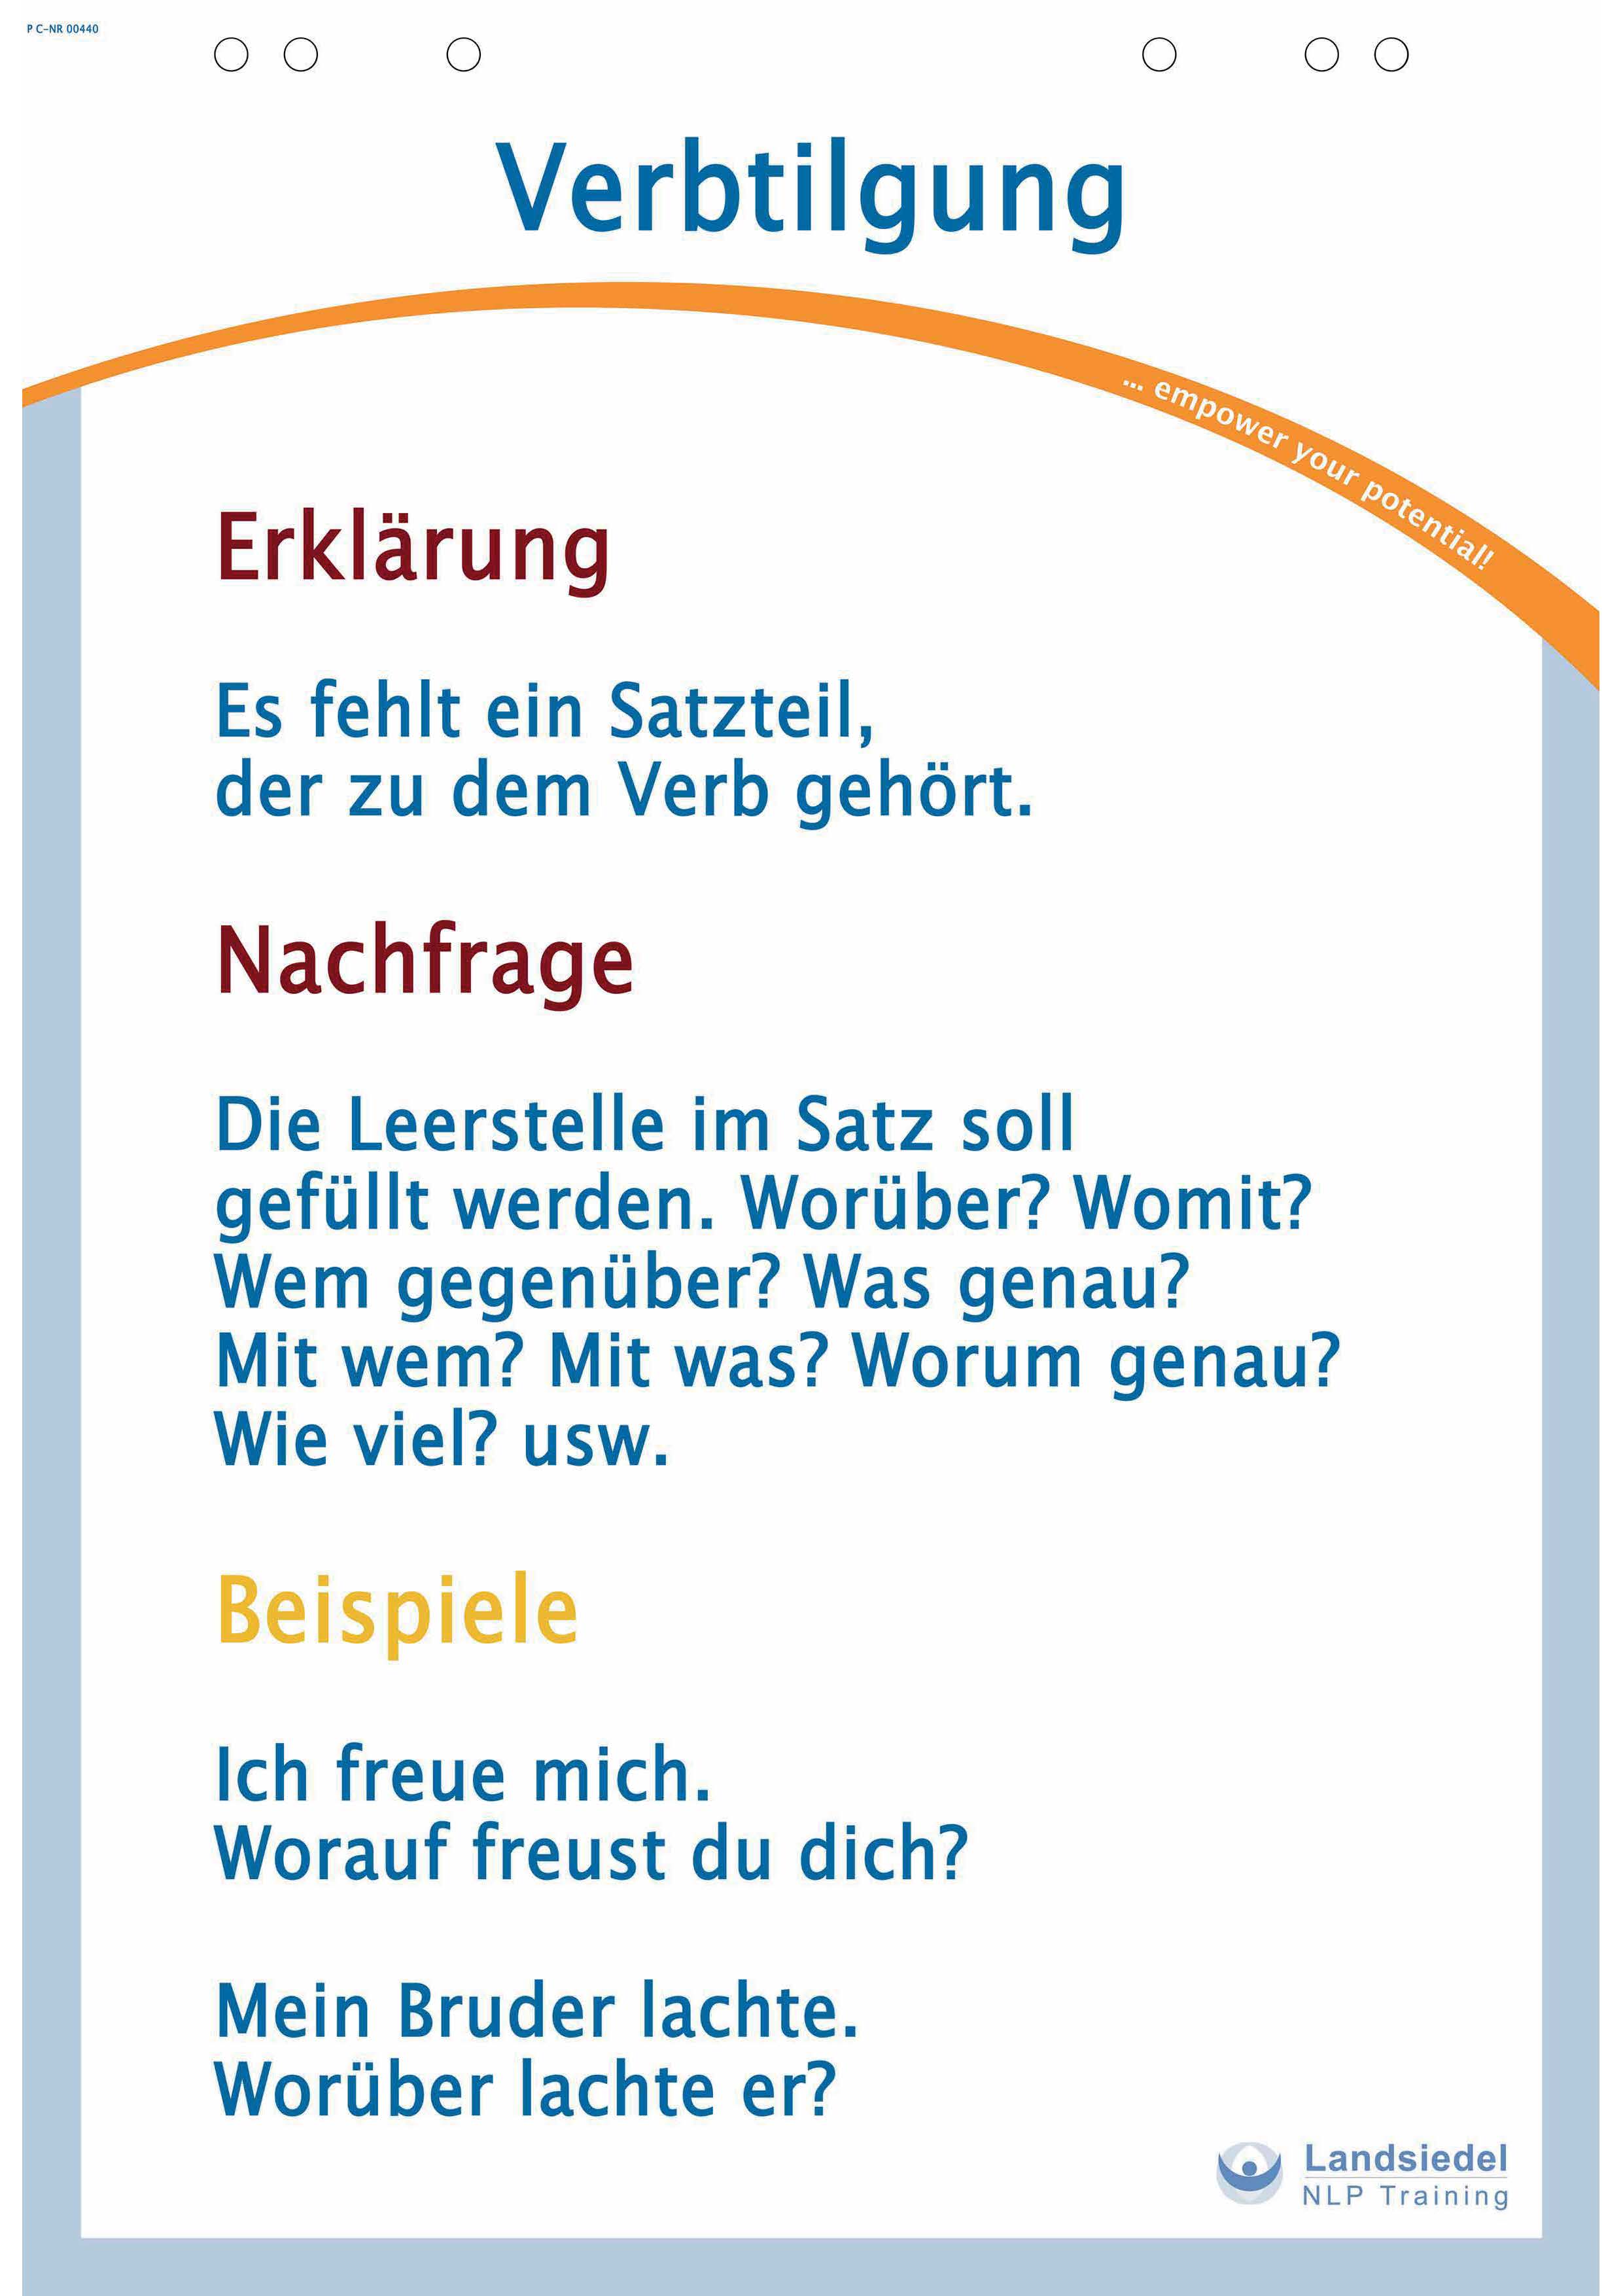 P C-NR 00440
Verbtilgung
... empower your potential!
Erklärung
Es fehlt ein Satzteil,
der zu dem Verb gehört.
Nachfrage
Die Leerstelle im Satz soll
gefüllt werden. Worüber? Womit?
Wem gegenüber? Was genau?
Mit wem? Mit was? Worum genau?
Wie viel? usw.
Beispiele
Ich freue mich.
Worauf freust du dich?
Mein Bruder lachte.
Worüber lachte er?
Landsiedel
NLP Training